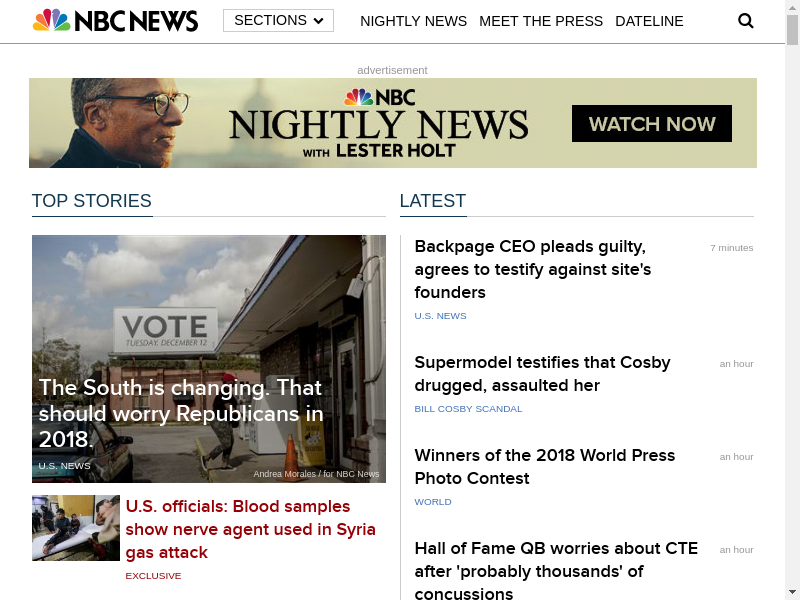 NBC NEWS
SECTIONS
NIGHTLY NEWS
MEET THE PRESS
DATELINE
advertisement
NBC
NIGHTLY NEWS
WITH LESTER HOLT
WATCH NOW
TOP STORIES
VOTE
TUESDAY, DECEMBER 12
The South is changing. That
should worry Republicans in
2018.
U.S. NEWS
Andrea Morales / for NBC News
U.S. officials: Blood samples
show nerve agent used in Syria
gas attack
EXCLUSIVE
LATEST
Backpage CEO pleads guilty,
agrees to testify against site's
founders
7 minutes
U.S. NEWS
Supermodel testifies that Cosby
drugged, assaulted her
an hour
BILL COSBY SCANDAL
Winners of the 2018 World Press
Photo Contest
an hour
WORLD
Hall of Fame QB worries about CTE
after 'probably thousands' of
concussions
an hour